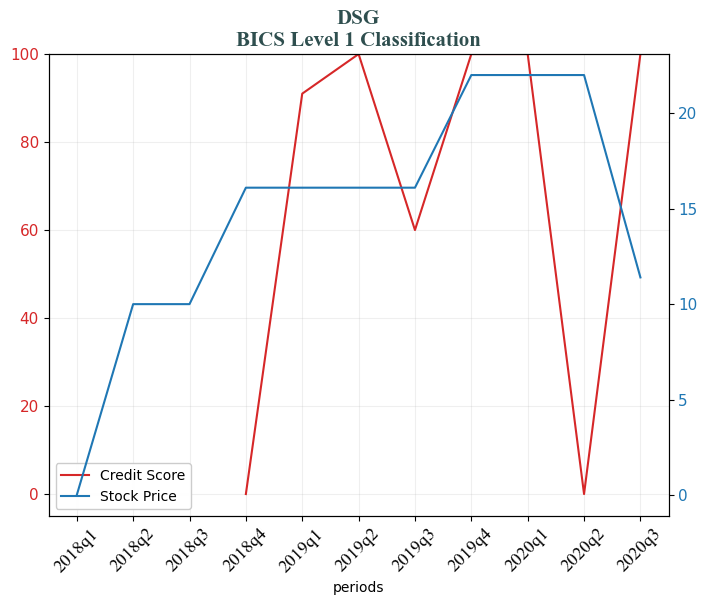 DSG
BICS Level 1 Classification
100
80
60
40
20
0
20
15
10
5
0
Credit Score
Stock Price
2018q1
2018q2
2018q3
2018q4
2019q1
2019q2
2019q3
2019q4
2020q1
2020q2
2020q3
periods